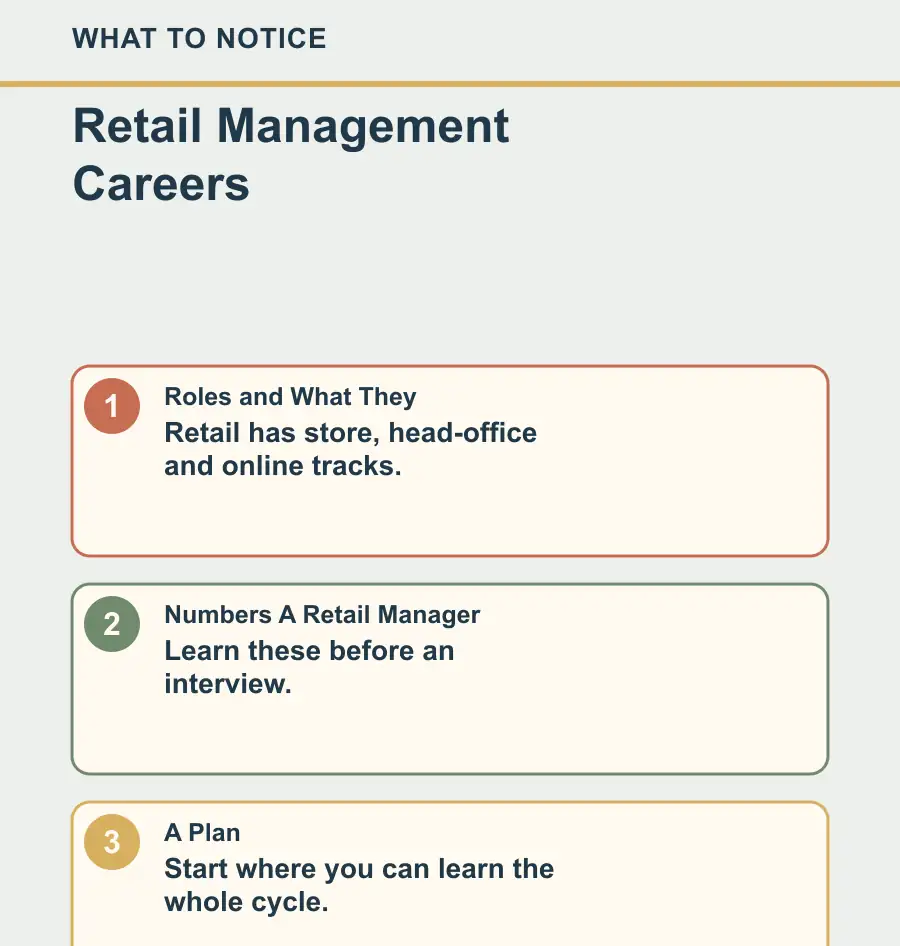 WHAT TO NOTICE
Retail Management
Careers
1
Roles and What They
Retail has store, head-office
and online tracks.
2
Numbers A Retail Manager
Learn these before an
interview.
3
A Plan
Start where you can learn the
whole cycle.